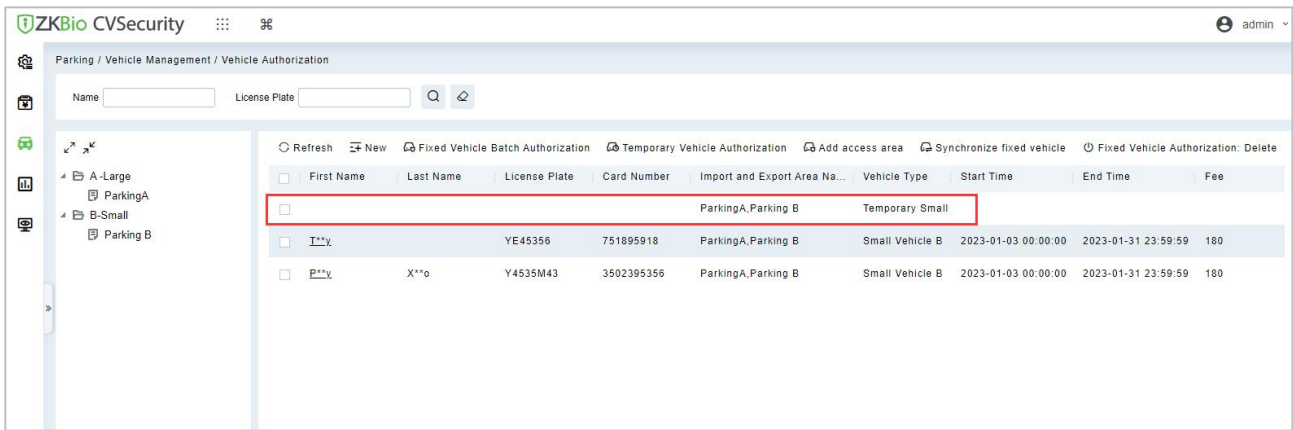 ZKBio CVSecurity
admin
Parking / Vehicle Management / Vehicle Authorization
Name License Plate
Refresh New Fixed Vehicle Batch Authorization Temporary Vehicle Authorization Add access area Synchronize fixed vehicle Fixed Vehicle Authorization: Delete
A -Large
ParkingA
B-Small
Parking B
First Name Last Name License Plate Card Number Import and Export Area Na... Vehicle Type Start Time End Time Fee
ParkingA,Parking B Temporary Small
T**y YE45356 751895918 ParkingA,Parking B Small Vehicle B 2023-01-03 00:00:00 2023-01-31 23:59:59 180
P**y X**o Y4535M43 3502395356 ParkingA,Parking B Small Vehicle B 2023-01-03 00:00:00 2023-01-31 23:59:59 180